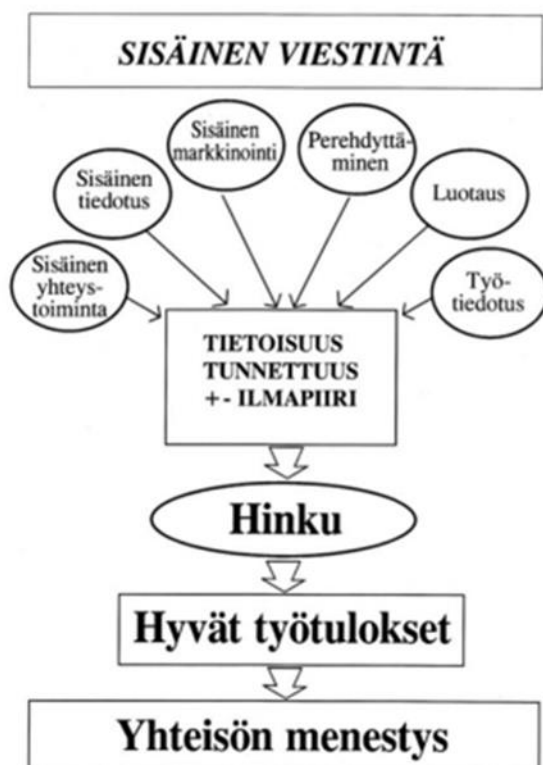 SISÄINEN VIESTINTÄ
Sisäinen
yhteys-
toiminta
Sisäinen
tiedotus
Sisäinen
markkinointi
Perehdyttä-
minen
Luotaus
Työ-
tiedotus
TIETOISUUS
TUNNETTUUS
+- ILMAPIIRI
Hinku
Hyvät työtulokset
Yhteisön menestys